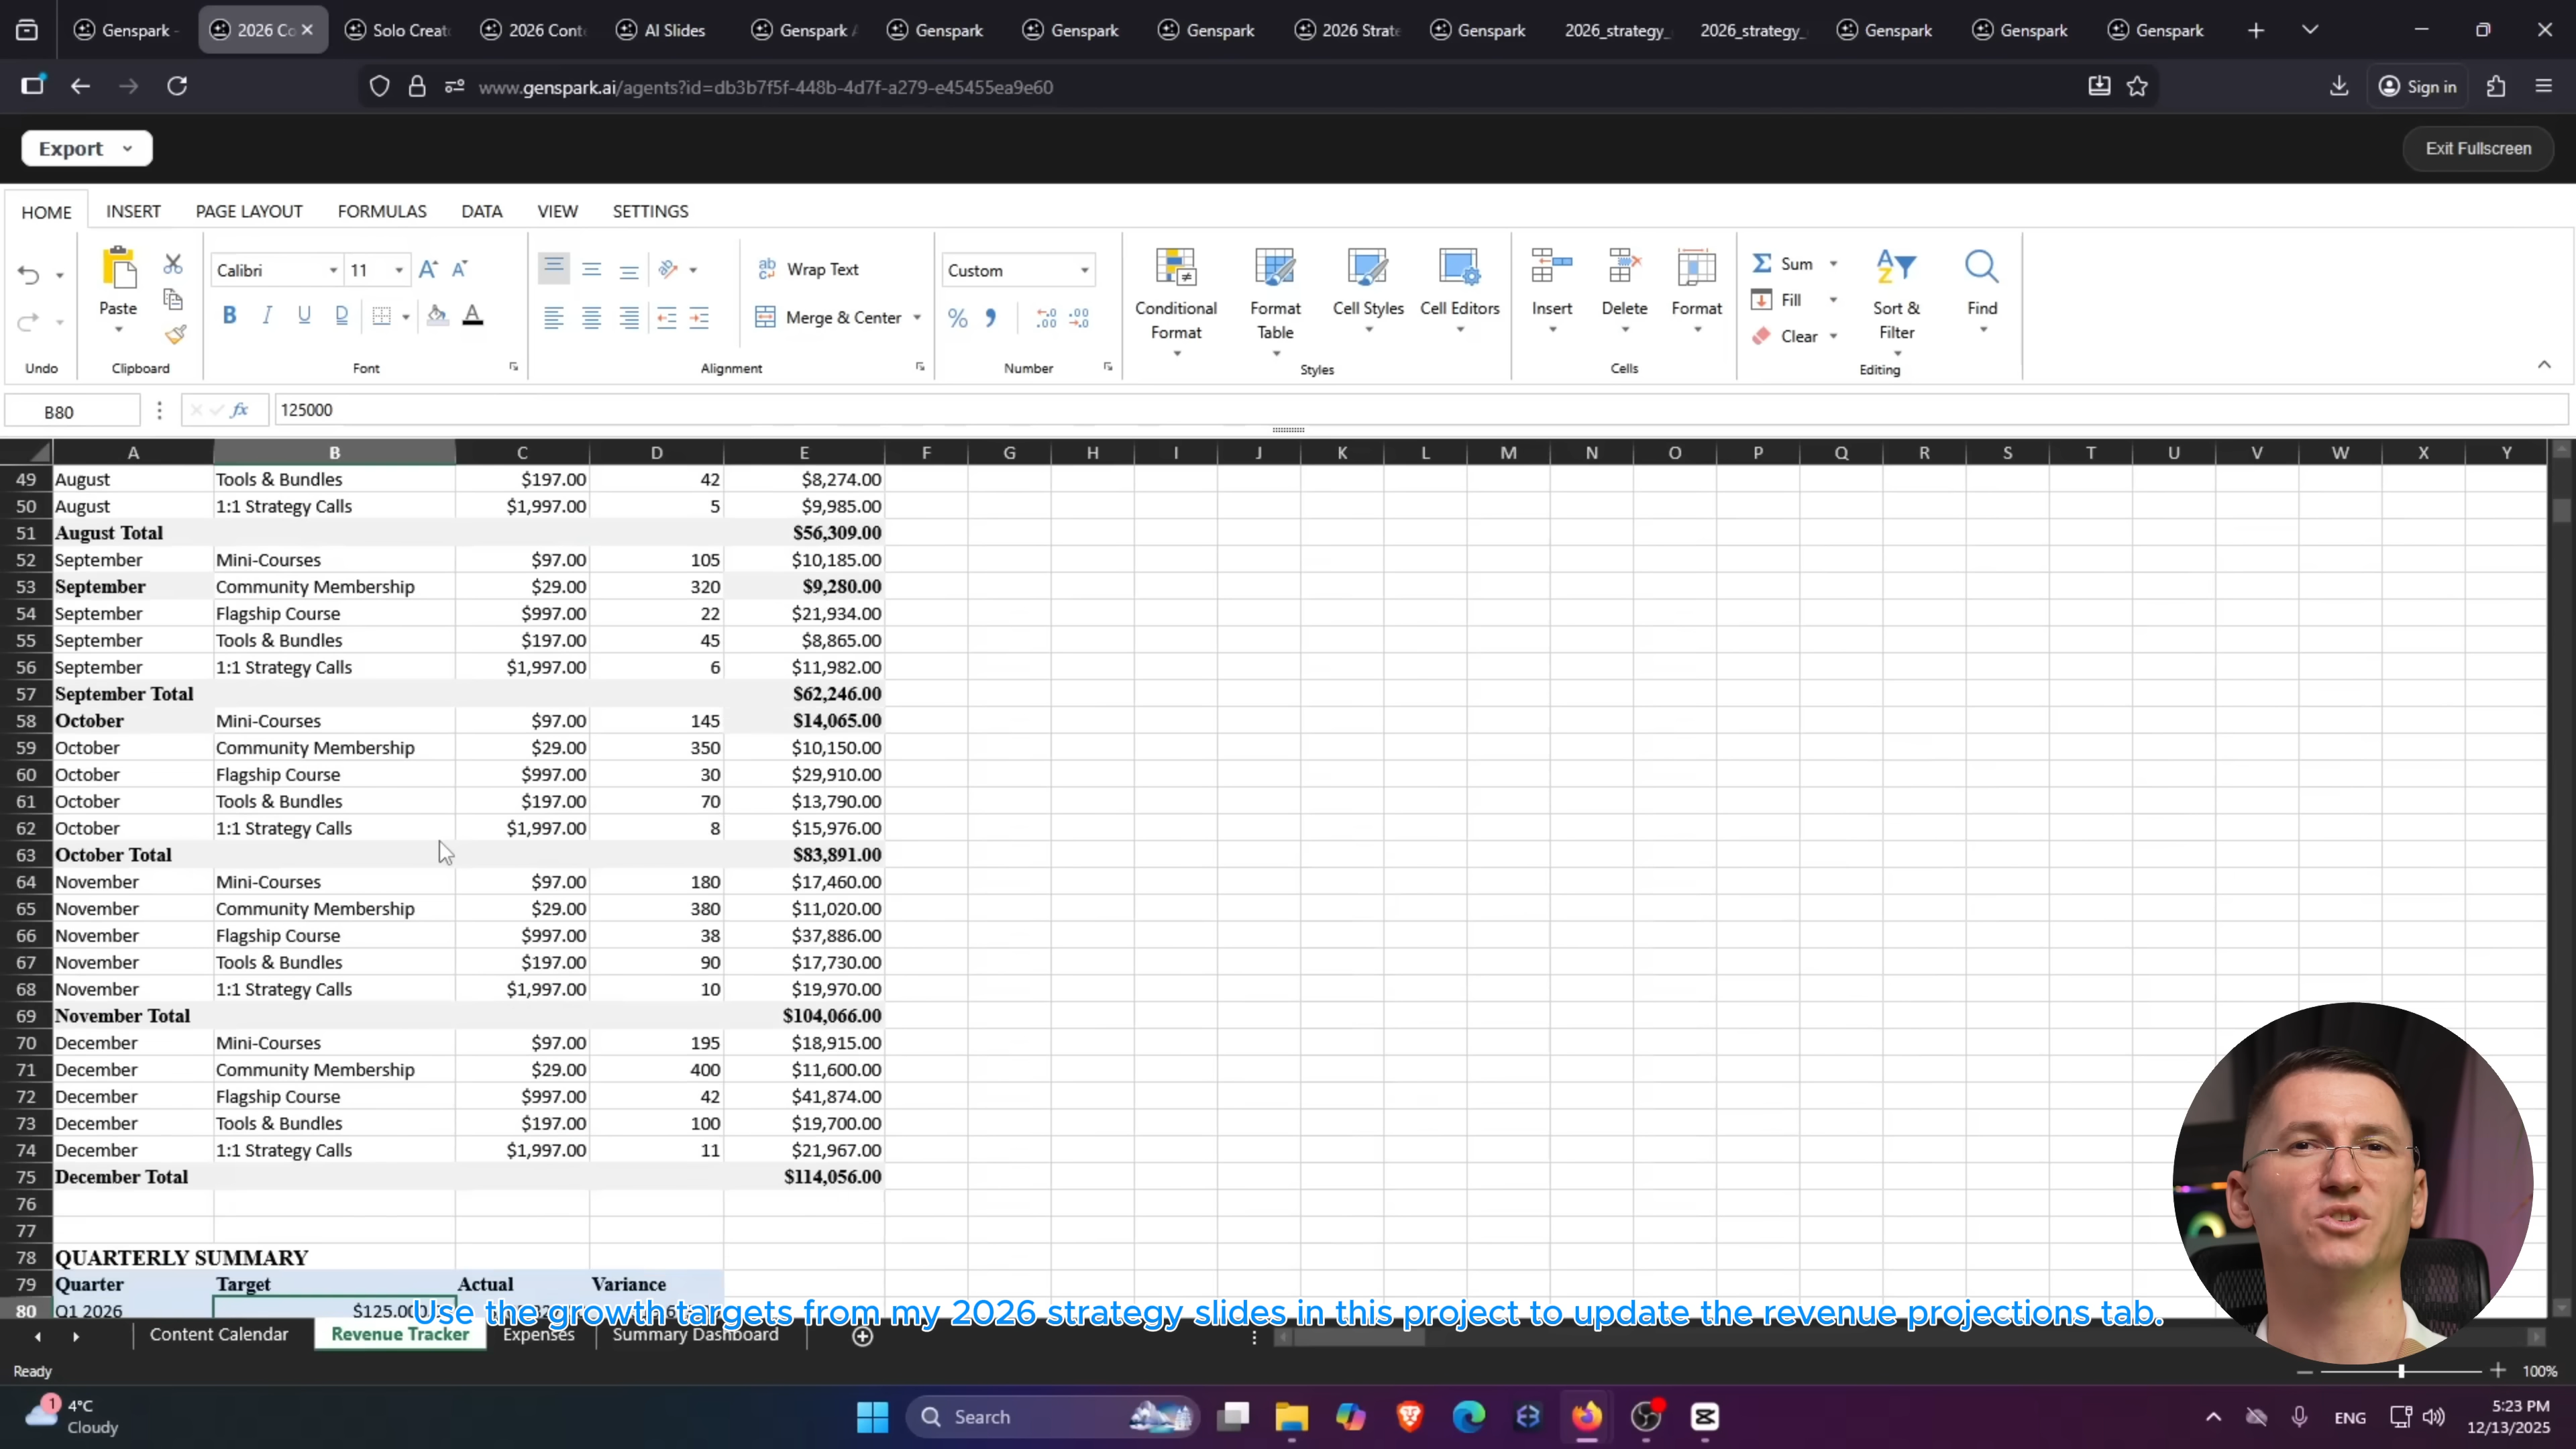 Genspark -
2026 Co
Solo Creato
2026 Conte
AI Slides
Genspark A
Genspark
Genspark
Genspark
2026 Strate
Genspark
2026_strategy_
2026_strategy_
Genspark
Genspark
Genspark
www.genspark.ai/agents?id=db3b7f5f-448b-4d7f-a279-e45455ea9e60
Sign in
Export
Exit Fullscreen
HOME INSERT PAGE LAYOUT FORMULAS DATA VIEW SETTINGS
Calibri 11
Wrap Text
Custom
Sum
Paste
Merge & Center
Conditional Format
Format Table
Cell Styles
Cell Editors
Insert
Delete
Format
Fill
Clear
Sort & Filter
Find
Undo Clipboard Font Alignment Number Styles Cells Editing
B80 fx 125000
A B C D E F G H I J K L M N O P Q R S T U V W X Y
49 August Tools & Bundles $197.00 42 $8,274.00
50 August 1:1 Strategy Calls $1,997.00 5 $9,985.00
51 August Total $56,309.00
52 September Mini-Courses $97.00 105 $10,185.00
53 September Community Membership $29.00 320 $9,280.00
54 September Flagship Course $997.00 22 $21,934.00
55 September Tools & Bundles $197.00 45 $8,865.00
56 September 1:1 Strategy Calls $1,997.00 6 $11,982.00
57 September Total $62,246.00
58 October Mini-Courses $97.00 145 $14,065.00
59 October Community Membership $29.00 350 $10,150.00
60 October Flagship Course $997.00 30 $29,910.00
61 October Tools & Bundles $197.00 70 $13,790.00
62 October 1:1 Strategy Calls $1,997.00 8 $15,976.00
63 October Total $83,891.00
64 November Mini-Courses $97.00 180 $17,460.00
65 November Community Membership $29.00 380 $11,020.00
66 November Flagship Course $997.00 38 $37,886.00
67 November Tools & Bundles $197.00 90 $17,730.00
68 November 1:1 Strategy Calls $1,997.00 10 $19,970.00
69 November Total $104,066.00
70 December Mini-Courses $97.00 195 $18,915.00
71 December Community Membership $29.00 400 $11,600.00
72 December Flagship Course $997.00 42 $41,874.00
73 December Tools & Bundles $197.00 100 $19,700.00
74 December 1:1 Strategy Calls $1,997.00 11 $21,967.00
75 December Total $114,056.00
76
77
78 QUARTERLY SUMMARY
79 Quarter Target Actual Variance
80 Q1 2026 $125.000
Use the growth targets from my 2026 strategy slides in this project to update the revenue projections tab.
Content Calendar Revenue Tracker Expenses Summary Dashboard
Ready
100%
1 4°C
Cloudy
Search
ENG
5:23 PM
12/13/2025